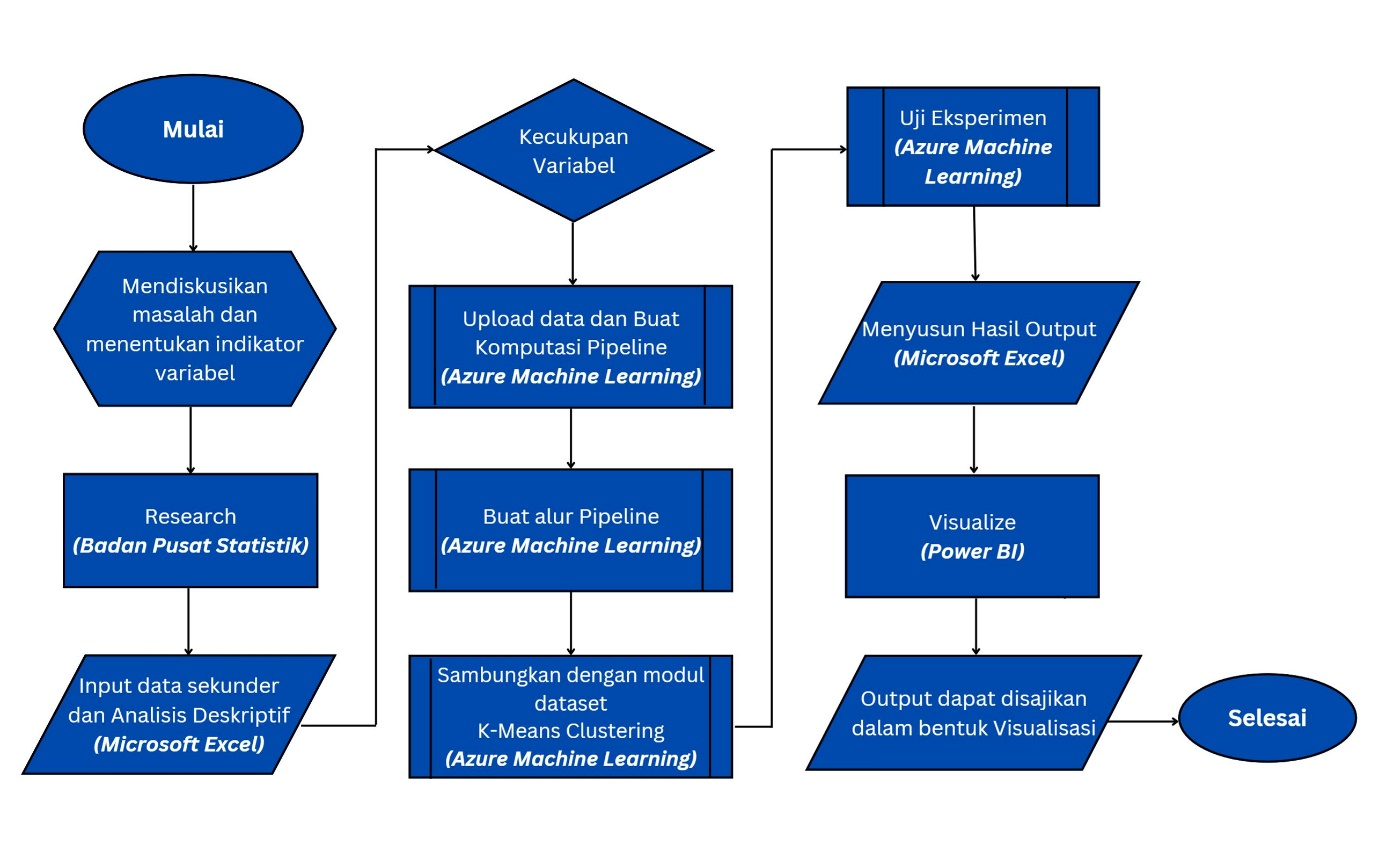 Mulai
Mendiskusikan
masalah dan
menentukan indikator
variabel
Research
(Badan Pusat Statistik)
Input data sekunder
dan Analisis Deskriptif
(Microsoft Excel)
Kecukupan
Variabel
Upload data dan Buat
Komputasi Pipeline
(Azure Machine Learning)
Buat alur Pipeline
(Azure Machine Learning)
Sambungkan dengan modul
dataset
K-Means Clustering
(Azure Machine Learning)
Uji Eksperimen
(Azure Machine
Learning)
Menyusun Hasil Output
(Microsoft Excel)
Visualize
(Power BI)
Output dapat disajikan
dalam bentuk Visualisasi
Selesai